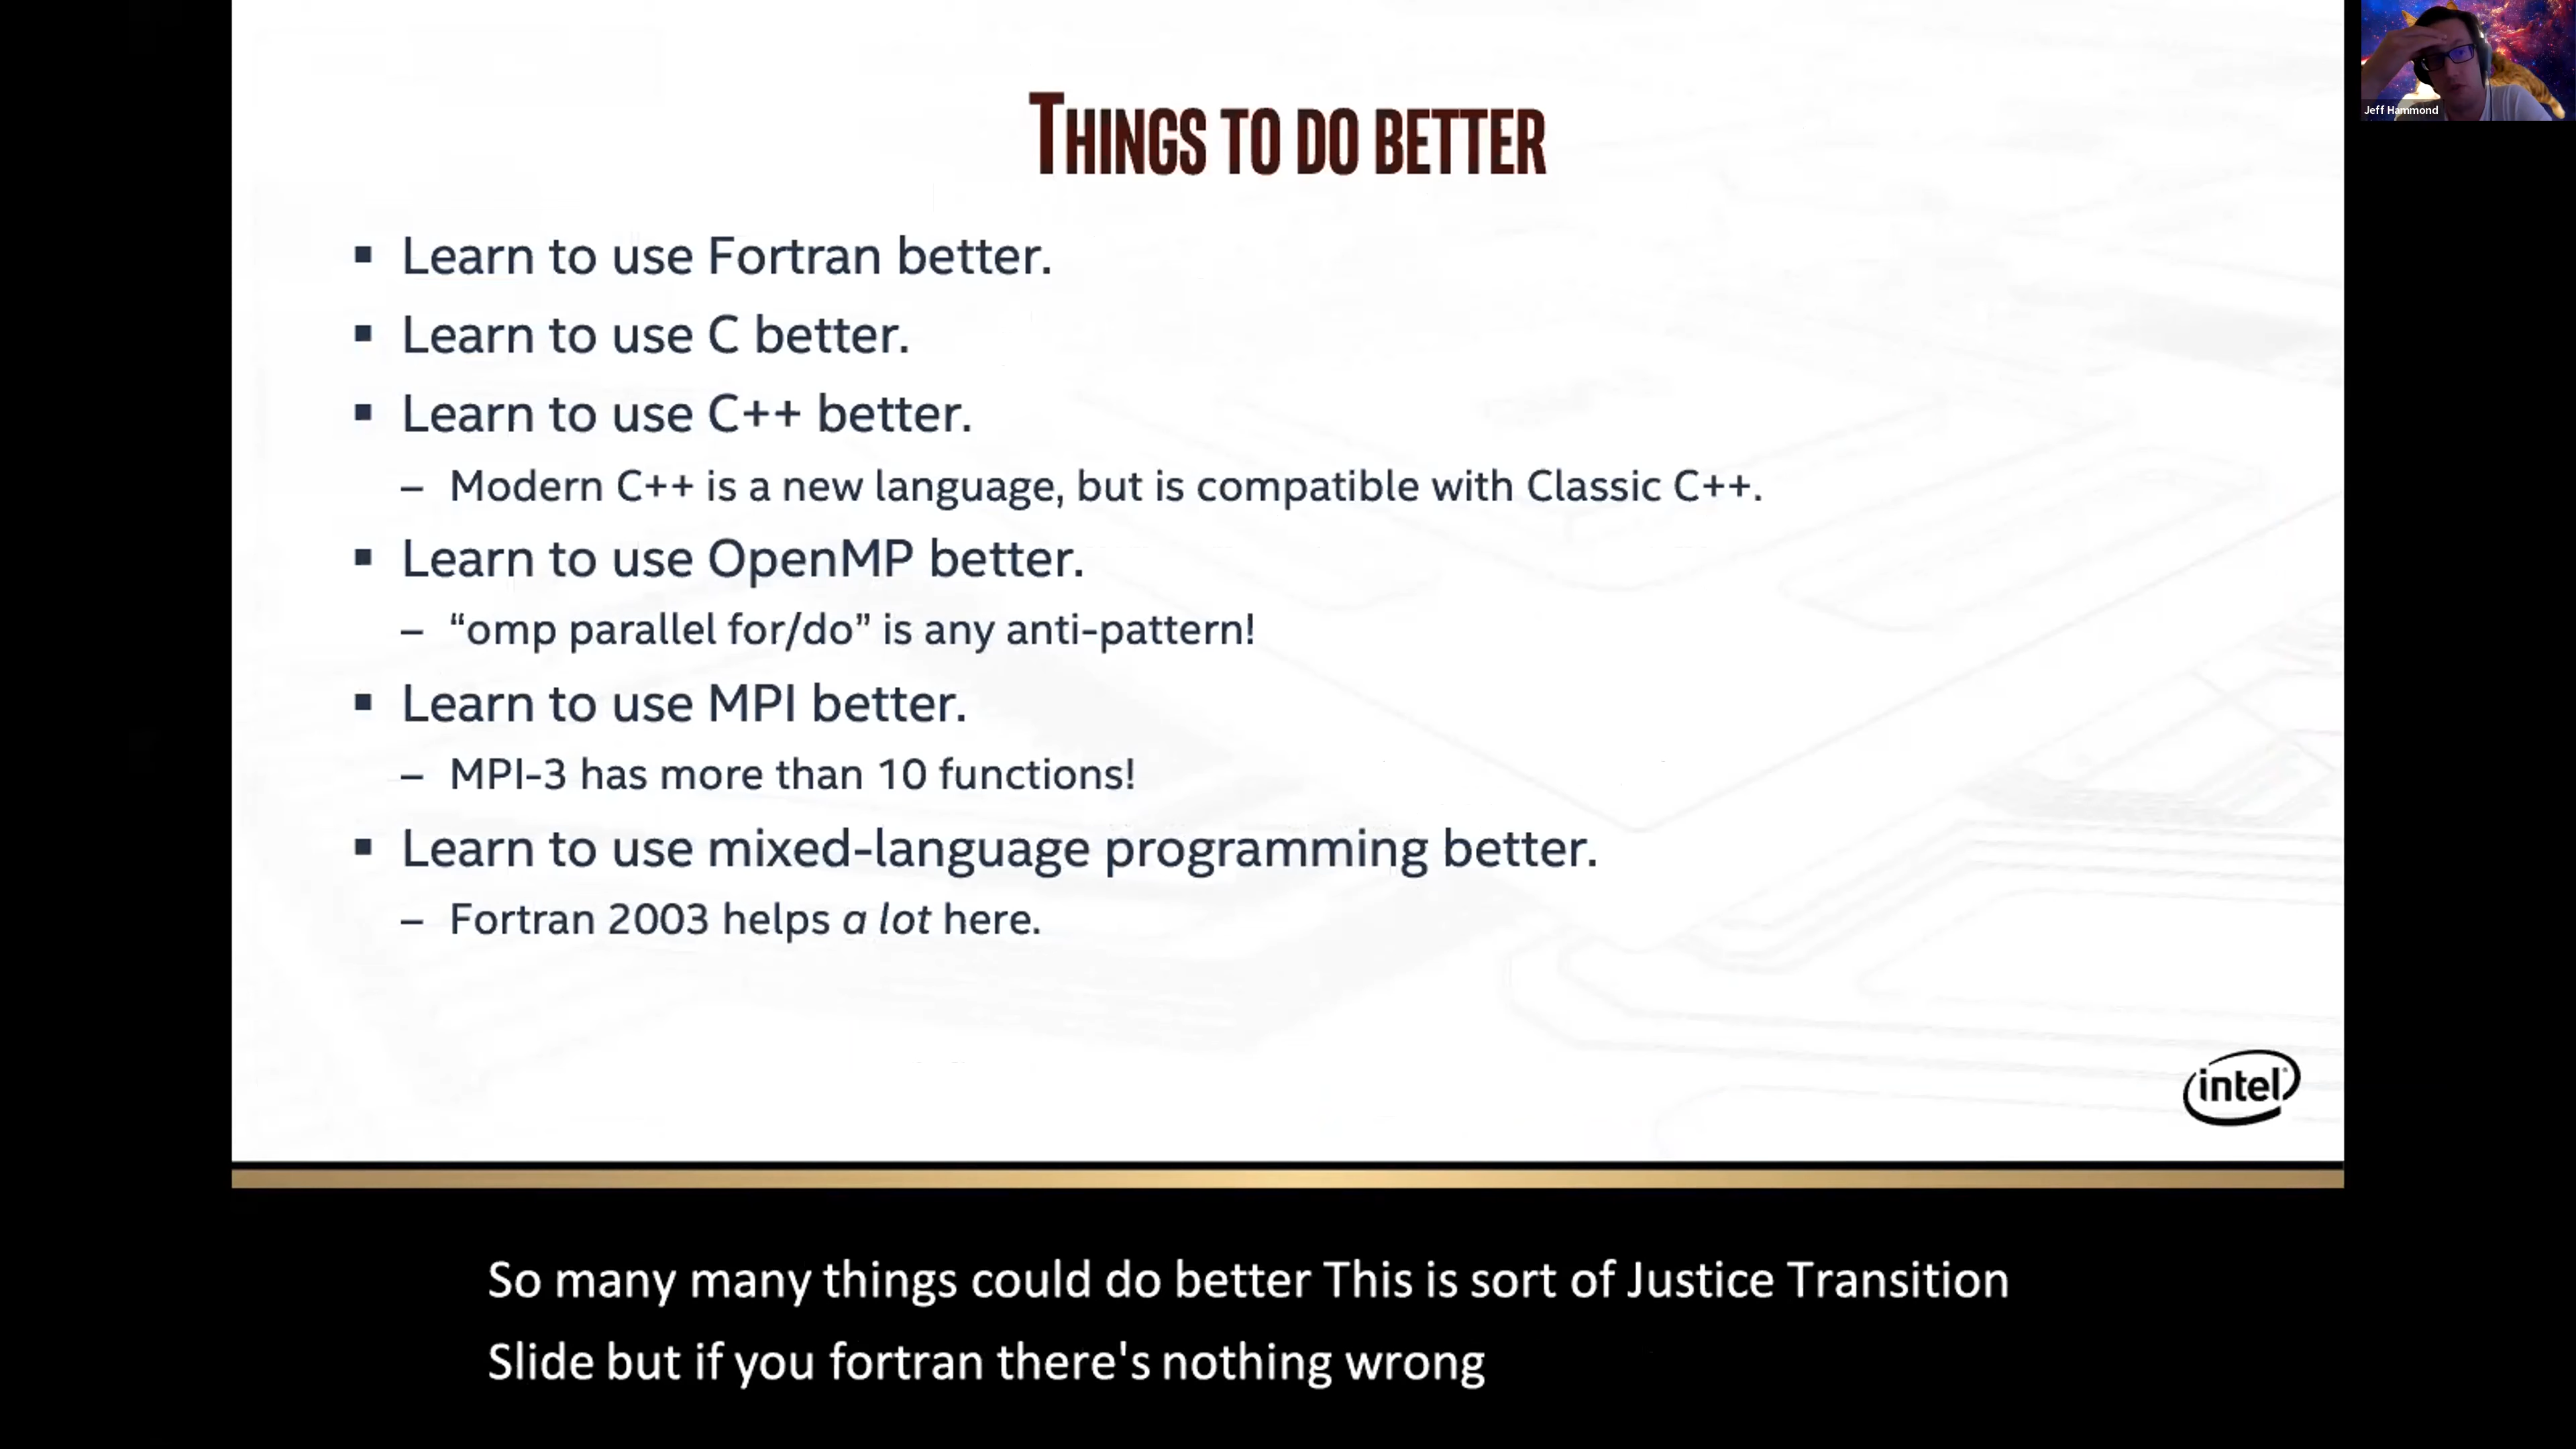 THINGS TO DO BETTER
Jeff Hammond
▪ Learn to use Fortran better.
▪ Learn to use C better.
▪ Learn to use C++ better.
– Modern C++ is a new language, but is compatible with Classic C++.
▪ Learn to use OpenMP better.
– “omp parallel for/do” is any anti-pattern!
▪ Learn to use MPI better.
– MPI-3 has more than 10 functions!
▪ Learn to use mixed-language programming better.
– Fortran 2003 helps a lot here.
intel
So many many things could do better This is sort of Justice Transition
Slide but if you fortran there's nothing wrong